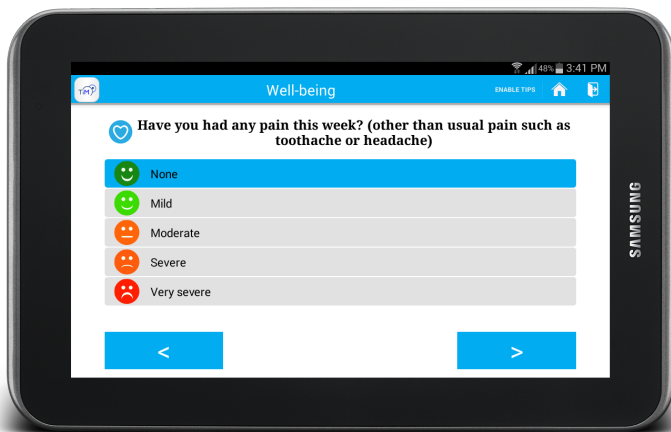 48% 3:41 PM
TiM
Well-being
ENABLE TIPS
Have you had any pain this week? (other than usual pain such as
toothache or headache)
None
Mild
Moderate
Severe
Very severe
<
>
SAMSUNG